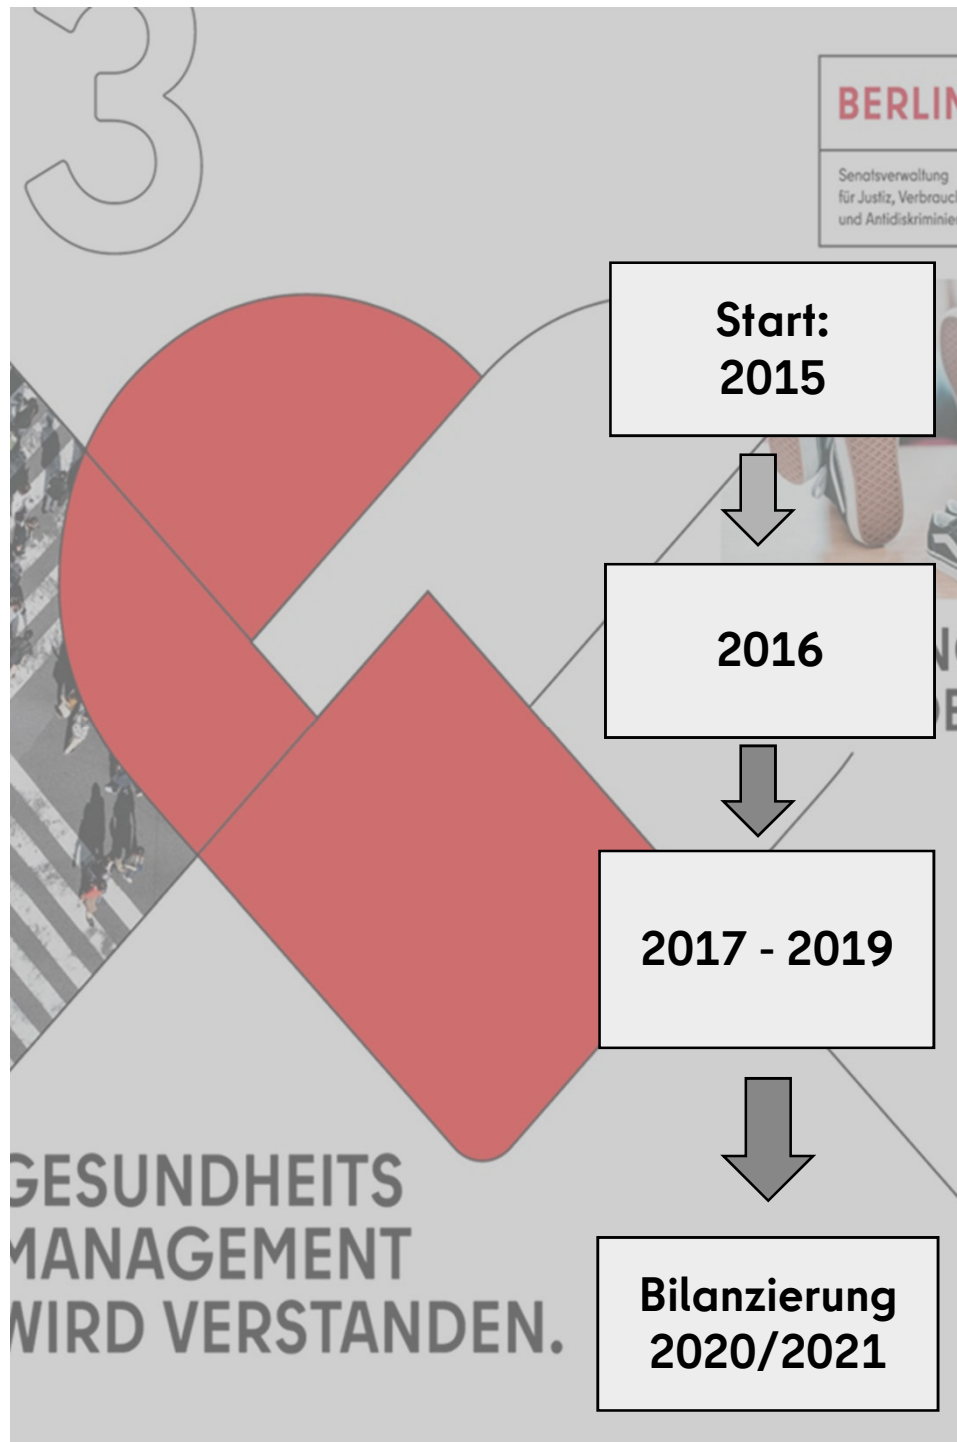 3
BERLIN
Senatsverwaltung
für Justiz, Verbrauch
und Antidiskriminie
Start:
2015
2016
2017 - 2019
GESUNDHEITS
MANAGEMENT
WIRD VERSTANDEN.
Bilanzierung
2020/2021